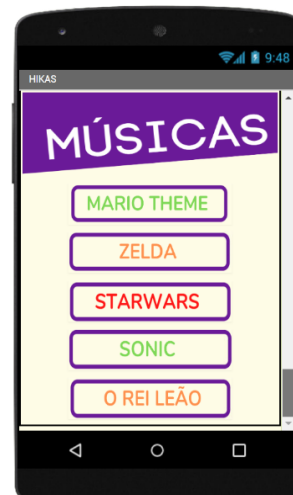 9:48
HIKAS
MÚSICAS
MARIO THEME
ZELDA
STARWARS
SONIC
O REI LEÃO